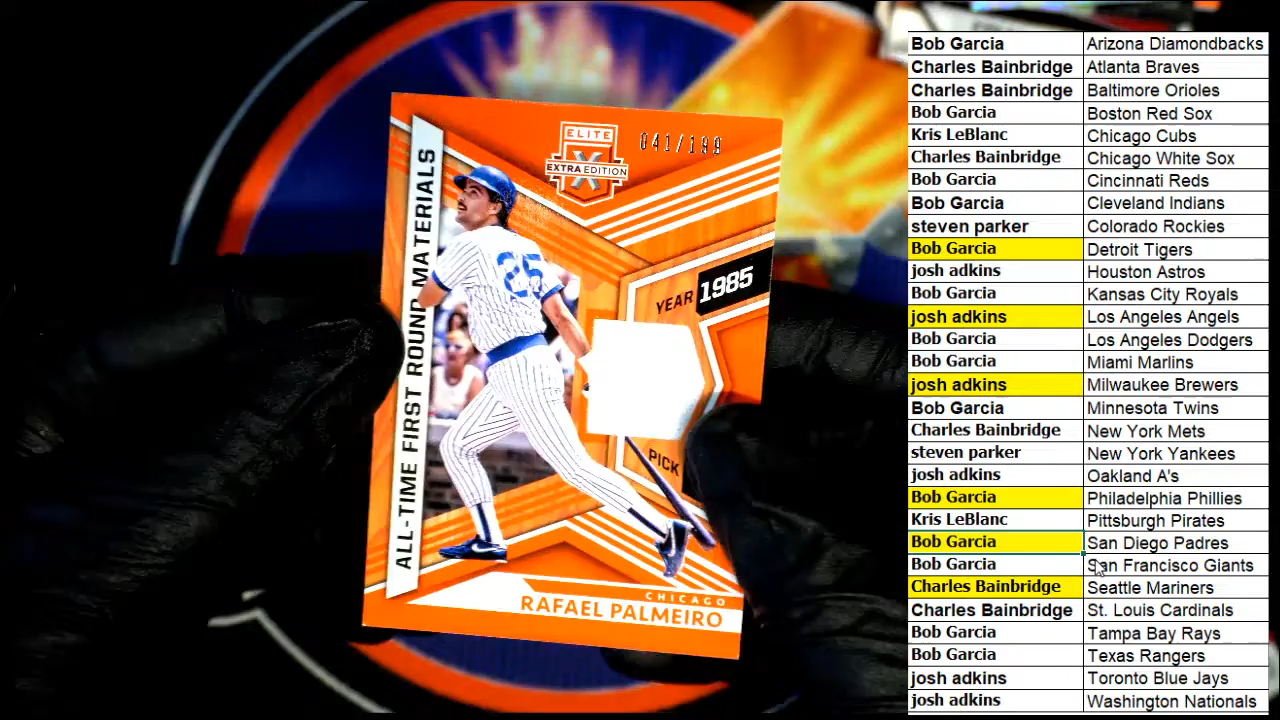 ELITE
X
EXTRA EDITION
041/199
ALL-TIME FIRST ROUND MATERIALS
25
YEAR 1985
PICK
CHICAGO
RAFAEL PALMEIRO
Bob Garcia Arizona Diamondbacks
Charles Bainbridge Atlanta Braves
Charles Bainbridge Baltimore Orioles
Bob Garcia Boston Red Sox
Kris LeBlanc Chicago Cubs
Charles Bainbridge Chicago White Sox
Bob Garcia Cincinnati Reds
Bob Garcia Cleveland Indians
steven parker Colorado Rockies
Bob Garcia Detroit Tigers
josh adkins Houston Astros
Bob Garcia Kansas City Royals
josh adkins Los Angeles Angels
Bob Garcia Los Angeles Dodgers
Bob Garcia Miami Marlins
josh adkins Milwaukee Brewers
Bob Garcia Minnesota Twins
Charles Bainbridge New York Mets
steven parker New York Yankees
josh adkins Oakland A's
Bob Garcia Philadelphia Phillies
Kris LeBlanc Pittsburgh Pirates
Bob Garcia San Diego Padres
Bob Garcia San Francisco Giants
Charles Bainbridge Seattle Mariners
Charles Bainbridge St. Louis Cardinals
Bob Garcia Tampa Bay Rays
Bob Garcia Texas Rangers
josh adkins Toronto Blue Jays
josh adkins Washington Nationals